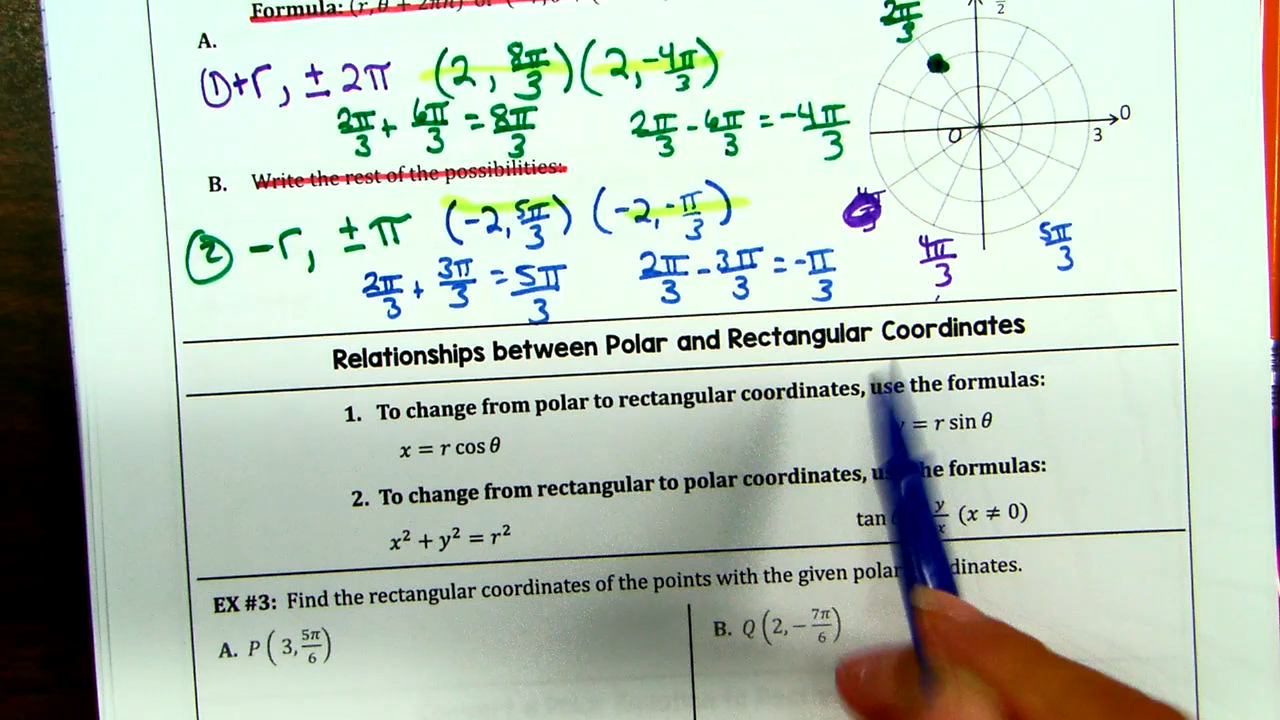 Formula: (r, θ + 2πn) or (
2π/3
π/2
A.
① +r, ± 2π (2, 8π/3) (2, -4π/3)
2π/3 + 6π/3 = 8π/3 2π/3 - 6π/3 = -4π/3
0
O 3
B. Write the rest of the possibilities:
② -r, ± π (-2, 5π/3) (-2, -π/3)
2π/3 + 3π/3 = 5π/3 2π/3 - 3π/3 = -π/3
4π/3 5π/3
Relationships between Polar and Rectangular Coordinates
1. To change from polar to rectangular coordinates, use the formulas:
x = r cos θ = r sin θ
2. To change from rectangular to polar coordinates, the formulas:
x² + y² = r² tan y/x (x ≠ 0)
EX #3: Find the rectangular coordinates of the points with the given polar
A. P(3, 5π/6) B. Q(2, -7π/6)